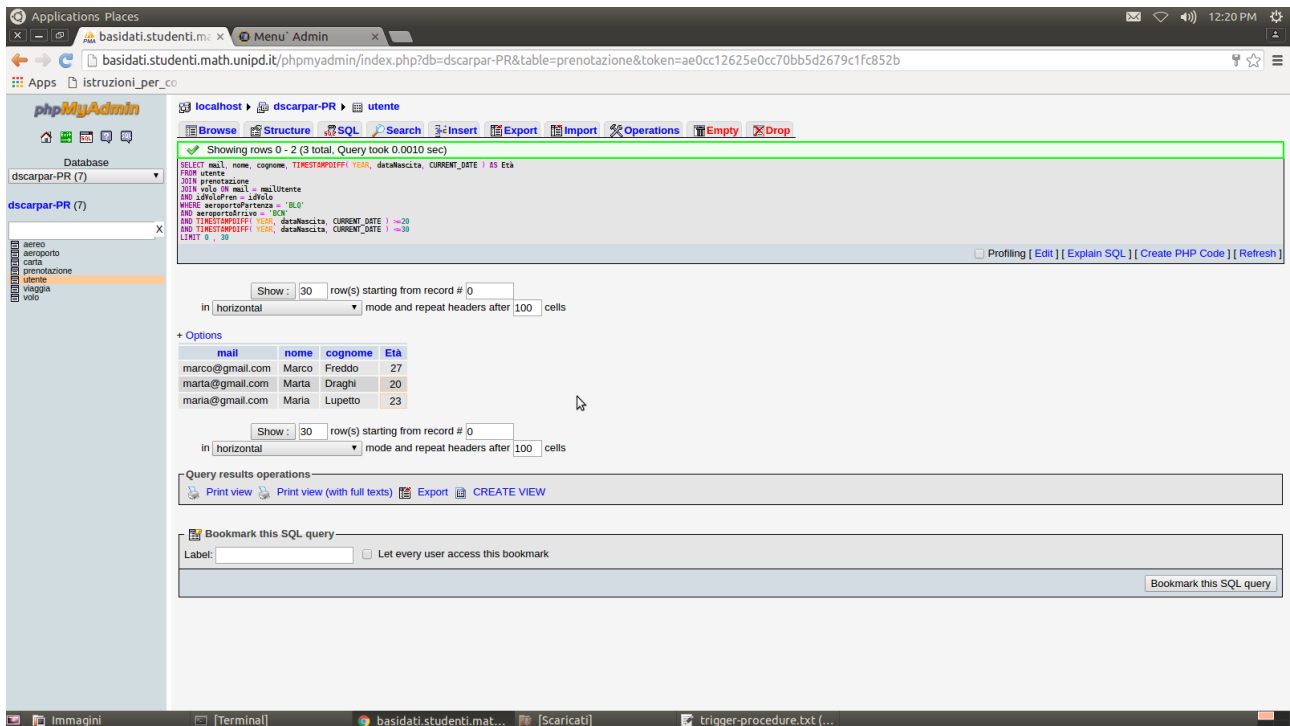 Applications Places
12:20 PM
basidati.studenti.ma
Menu` Admin
basidati.studenti.math.unipd.it/phpmyadmin/index.php?db=dscarpar-PR&table=prenotazione&token=ae0cc12625e0cc70bb5d2679c1fc852b
Apps istruzioni_per_co
phpMyAdmin
Database
dscarpar-PR (7)
dscarpar-PR (7)
X
aereo
aeroporto
carta
prenotazione
utente
viaggia
volo
localhost dscarpar-PR utente
Browse Structure SQL Search Insert Export Import Operations Empty Drop
Showing rows 0 - 2 (3 total, Query took 0.0010 sec)
SELECT mail, nome, cognome, TIMESTAMPDIFF( YEAR, dataNascita, CURRENT_DATE ) AS Età
FROM utente
JOIN prenotazione
JOIN volo ON mail = mailUtente
AND idVoloPren = idVolo
WHERE aeroportoPartenza = 'BLQ'
AND aeroportoArrivo = 'BCN'
AND TIMESTAMPDIFF( YEAR, dataNascita, CURRENT_DATE ) >=20
AND TIMESTAMPDIFF( YEAR, dataNascita, CURRENT_DATE ) <=30
LIMIT 0 , 30
Profiling [ Edit ] [ Explain SQL ] [ Create PHP Code ] [ Refresh ]
Show : 30 row(s) starting from record # 0
in horizontal mode and repeat headers after 100 cells
+ Options
mail nome cognome Età
marco@gmail.com Marco Freddo 27
marta@gmail.com Marta Draghi 20
maria@gmail.com Maria Lupetto 23
Show : 30 row(s) starting from record # 0
in horizontal mode and repeat headers after 100 cells
Query results operations
Print view Print view (with full texts) Export CREATE VIEW
Bookmark this SQL query
Label: Let every user access this bookmark
Bookmark this SQL query
Immagini [Terminal] basidati.studenti.mat... [Scaricati] trigger-procedure.txt (...